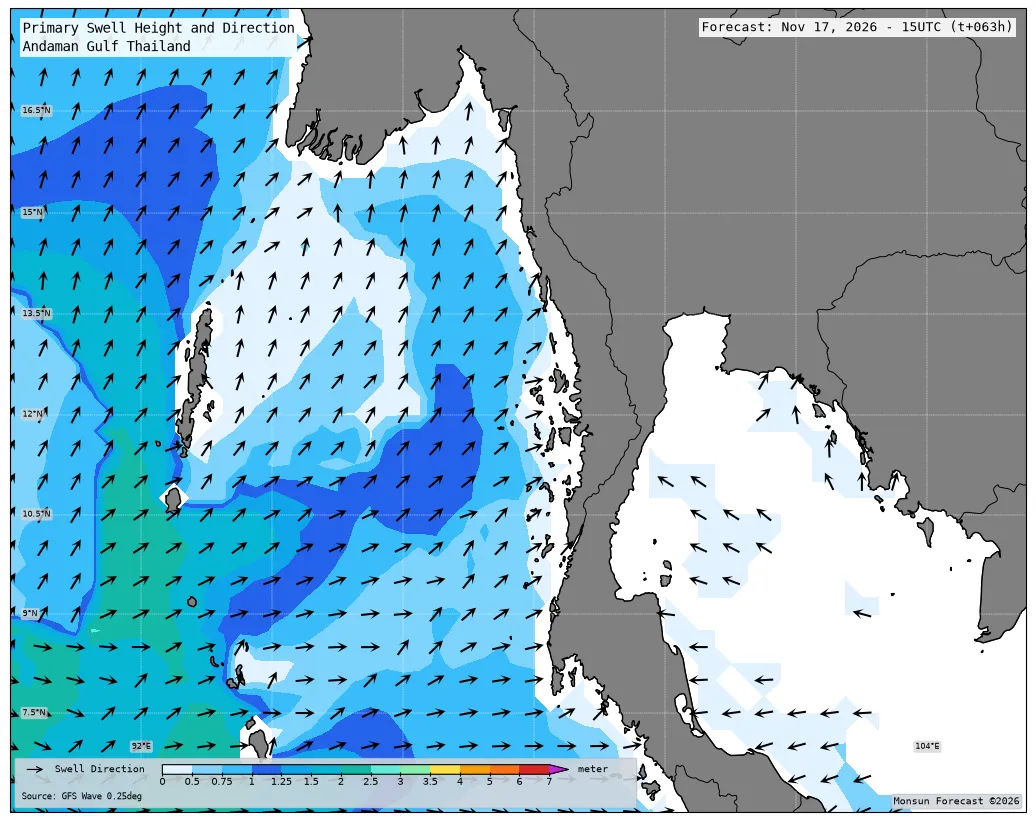 Primary Swell Height and Direction
Andaman Gulf Thailand
Forecast: Nov 17, 2026 - 15UTC (t+063h)
16.5°N
15°N
13.5°N
12°N
10.5°N
9°N
7.5°N
92°E
104°E
Swell Direction
0 0.5 0.75 1 1.25 1.5 2 2.5 3 3.5 4 5 6 7
meter
Source: GFS Wave 0.25deg
Monsun Forecast ©2026